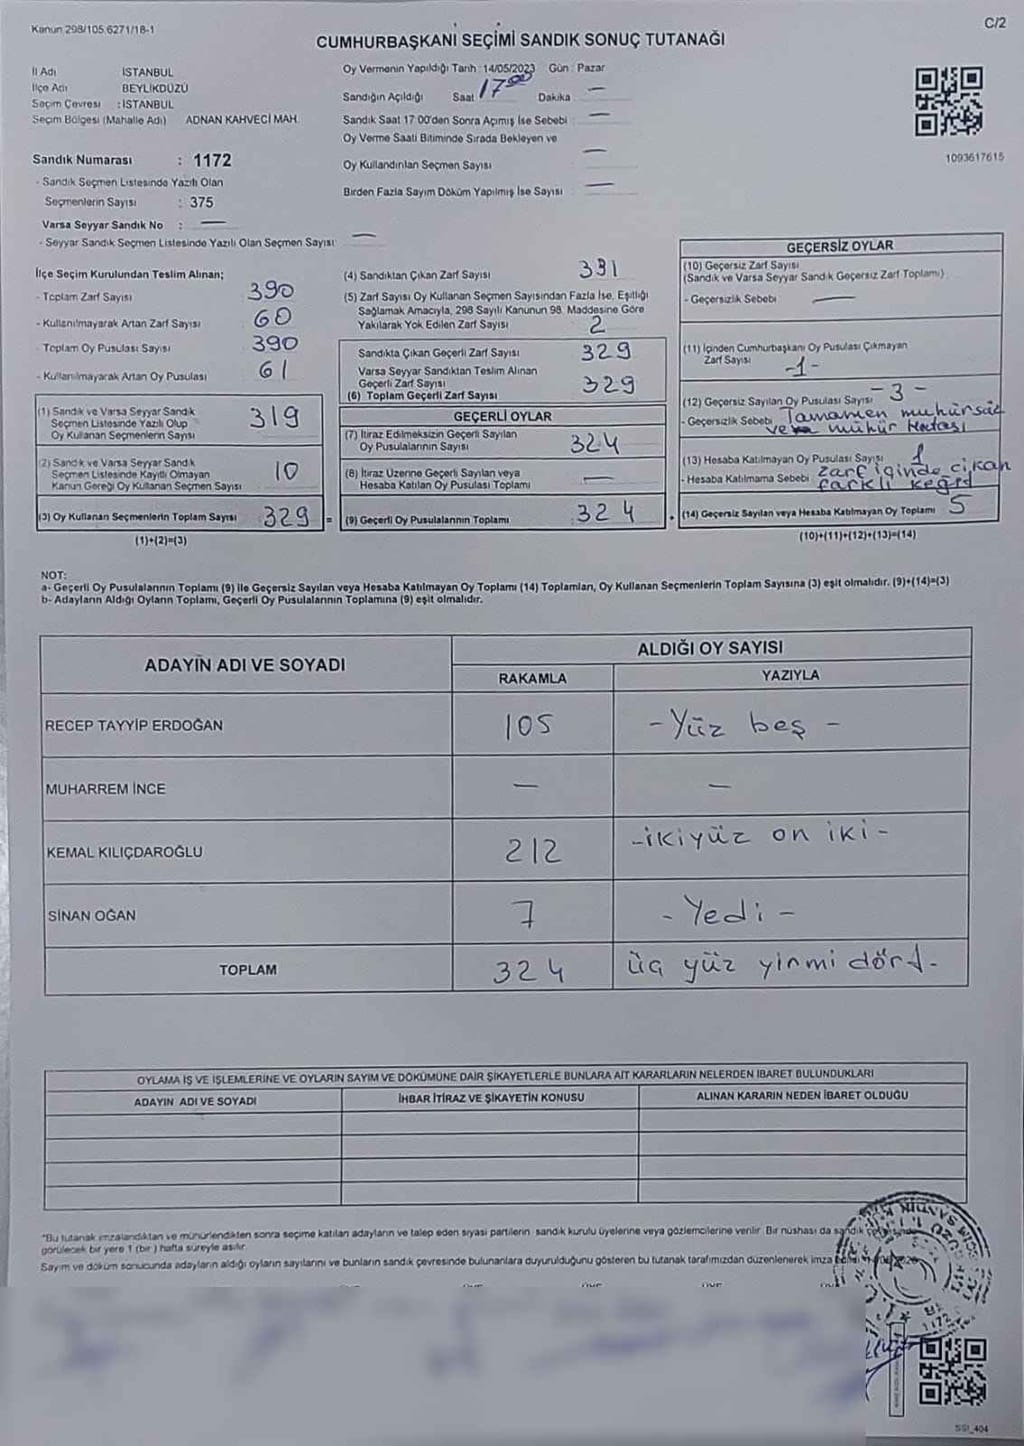 Kanun 298/105.6271/18-1
C/2
CUMHURBAŞKANİ SEÇİMİ SANDIK SONUÇ TUTANAĞI
İl Adı İSTANBUL
İlçe Adı BEYLİKDÜZÜ
Seçim Çevresi : İSTANBUL
Seçim Bölgesi (Mahalle Adı) ADNAN KAHVECİ MAH.
Sandık Numarası : 1172
- Sandık Seçmen Listesinde Yazılı Olan
Seçmenlerin Sayısı : 375
Varsa Seyyar Sandık No : —
- Seyyar Sandık Seçmen Listesinde Yazılı Olan Seçmen Sayısı —
Oy Vermenin Yapıldığı Tarih : 14/05/2023 Gün : Pazar
Sandığın Açıldığı Saat 17:00 Dakika —
Sandık Saat 17 00'den Sonra Açımış İse Sebebi —
Oy Verme Saati Bitiminde Sırada Bekleyen ve
Oy Kullandırılan Seçmen Sayısı —
Birden Fazla Sayım Döküm Yapılmış İse Sayısı —
1093617615
İlçe Seçim Kurulundan Teslim Alınan;
- Toplam Zarf Sayısı 390
- Kullanılmayarak Artan Zarf Sayısı 60
- Toplam Oy Pusulası Sayısı 390
- Kullanılmayarak Artan Oy Pusulası 61
(1) Sandık ve Varsa Seyyar Sandık
Seçmen Listesinde Yazılı Olup
Oy Kullanan Seçmenlerin Sayısı 319
(2) Sandık ve Varsa Seyyar Sandık
Seçmen Listesinde Kayıtlı Olmayan
Kanun Gereği Oy Kullanan Seçmen Sayısı 10
(3) Oy Kullanan Seçmenlerin Toplam Sayısı 329 =
(1)+(2)=(3)
(4) Sandıktan Çıkan Zarf Sayısı 331
(5) Zarf Sayısı Oy Kullanan Seçmen Sayısından Fazla İse, Eşitliği
Sağlamak Amacıyla, 298 Sayılı Kanunun 98. Maddesine Göre
Yakılarak Yok Edilen Zarf Sayısı 2
Sandıkta Çıkan Geçerli Zarf Sayısı 329
Varsa Seyyar Sandıktan Teslim Alınan
Geçerli Zarf Sayısı
(6) Toplam Geçerli Zarf Sayısı 329
GEÇERLİ OYLAR
(7) İtiraz Edilmeksizin Geçerli Sayılan
Oy Pusulalarının Sayısı 324
(8) İtiraz Üzerine Geçerli Sayılan veya
Hesaba Katılan Oy Pusulası Toplamı —
(9) Geçerli Oy Pusulalarının Toplamı 324 +
GEÇERSİZ OYLAR
(10) Geçersiz Zarf Sayısı
(Sandık ve Varsa Seyyar Sandık Geçersiz Zarf Toplamı)
- Geçersizlik Sebebi —
(11) İçinden Cumhurbaşkanı Oy Pusulası Çıkmayan
Zarf Sayısı -1-
(12) Geçersiz Sayılan Oy Pusulası Sayısı - 3 -
- Geçersizlik Sebebi Tamamen mühürsüz
ve mühür Hatası
(13) Hesaba Katılmayan Oy Pusulası Sayısı 1
- Hesaba Katılmama Sebebi zarf içinde çıkan
farklı keğıd
(14) Geçersiz Sayılan veya Hesaba Katılmayan Oy Toplamı 5
(10)+(11)+(12)+(13)=(14)
NOT:
a- Geçerli Oy Pusulalarının Toplamı (9) ile Geçersiz Sayılan veya Hesaba Katılmayan Oy Toplamı (14) Toplamları, Oy Kullanan Seçmenlerin Toplam Sayısına (3) eşit olmalıdır. (9)+(14)=(3)
b- Adayların Aldığı Oyların Toplamı, Geçerli Oy Pusulalarının Toplamına (9) eşit olmalıdır.
ADAYIN ADI VE SOYADI
ALDIĞI OY SAYISI
RAKAMLA YAZIYLA
RECEP TAYYİP ERDOĞAN 105 - Yüz beş -
MUHARREM İNCE — —
KEMAL KILIÇDAROĞLU 212 - ikiyüz on iki -
SİNAN OĞAN 7 - Yedi -
TOPLAM 324 üç yüz yirmi dört -
OYLAMA İŞ VE İŞLEMLERİNE VE OYLARIN SAYIM VE DÖKÜMÜNE DAİR ŞİKAYETLERLE BUNLARA AİT KARARLARIN NELERDEN İBARET BULUNDUKLARI
ADAYIN ADI VE SOYADI İHBAR İTİRAZ VE ŞİKAYETİN KONUSU ALINAN KARARIN NEDEN İBARET OLDUĞU
"Bu tutanak imzalandıktan ve mühürlendikten sonra seçime katılan adayların ve talep eden siyasi partilerin sandık kurulu üyelerine veya gözlemcilerine verilir. Bir nüshası da sandık
görülecek bir yere 1 (bir) hafta süreyle asılır.
Sayım ve döküm sonucunda adayların aldığı oyların sayılarını ve bunların sandık çevresinde bulunanlara duyurulduğunu gösteren bu tutanak tarafımızdan düzenlenerek imza edildi.
SSI_404